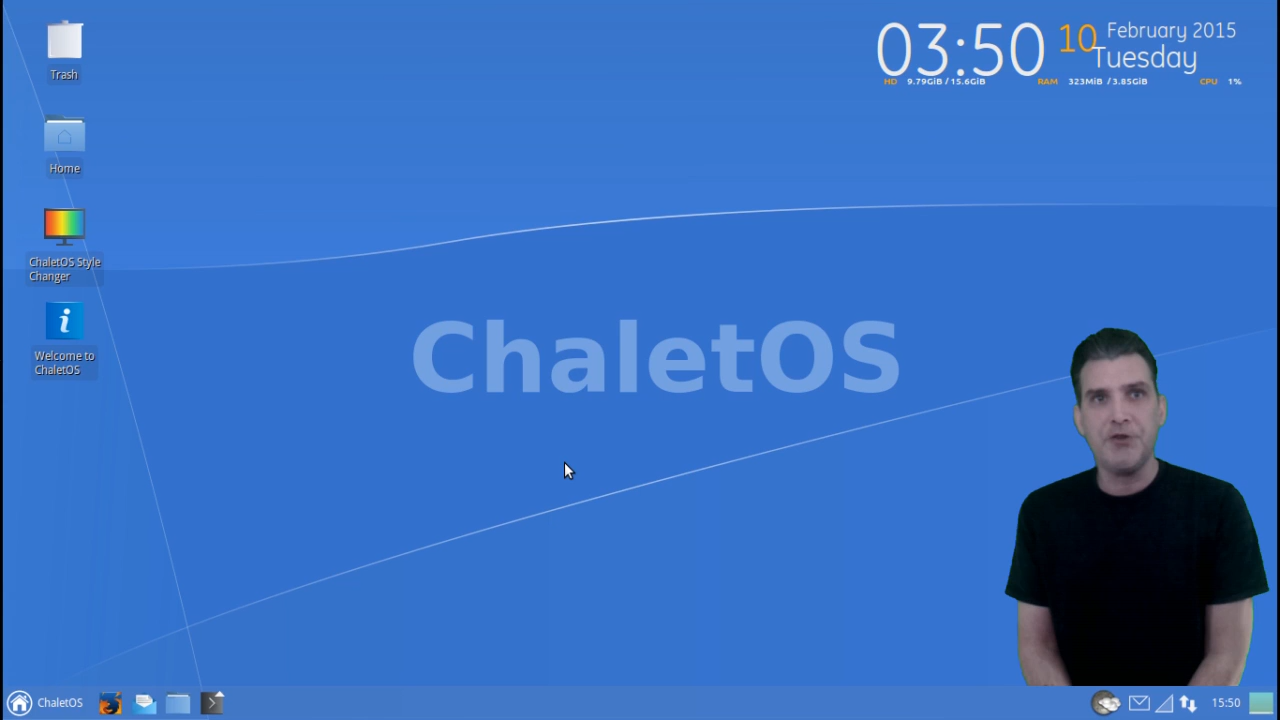 Trash
Home
ChaletOS Style
Changer
Welcome to
ChaletOS
03:50 10 February 2015
Tuesday
HD 9.79GiB / 15.6GiB RAM 323MiB / 3.85GiB CPU 1%
ChaletOS
ChaletOS
15:50